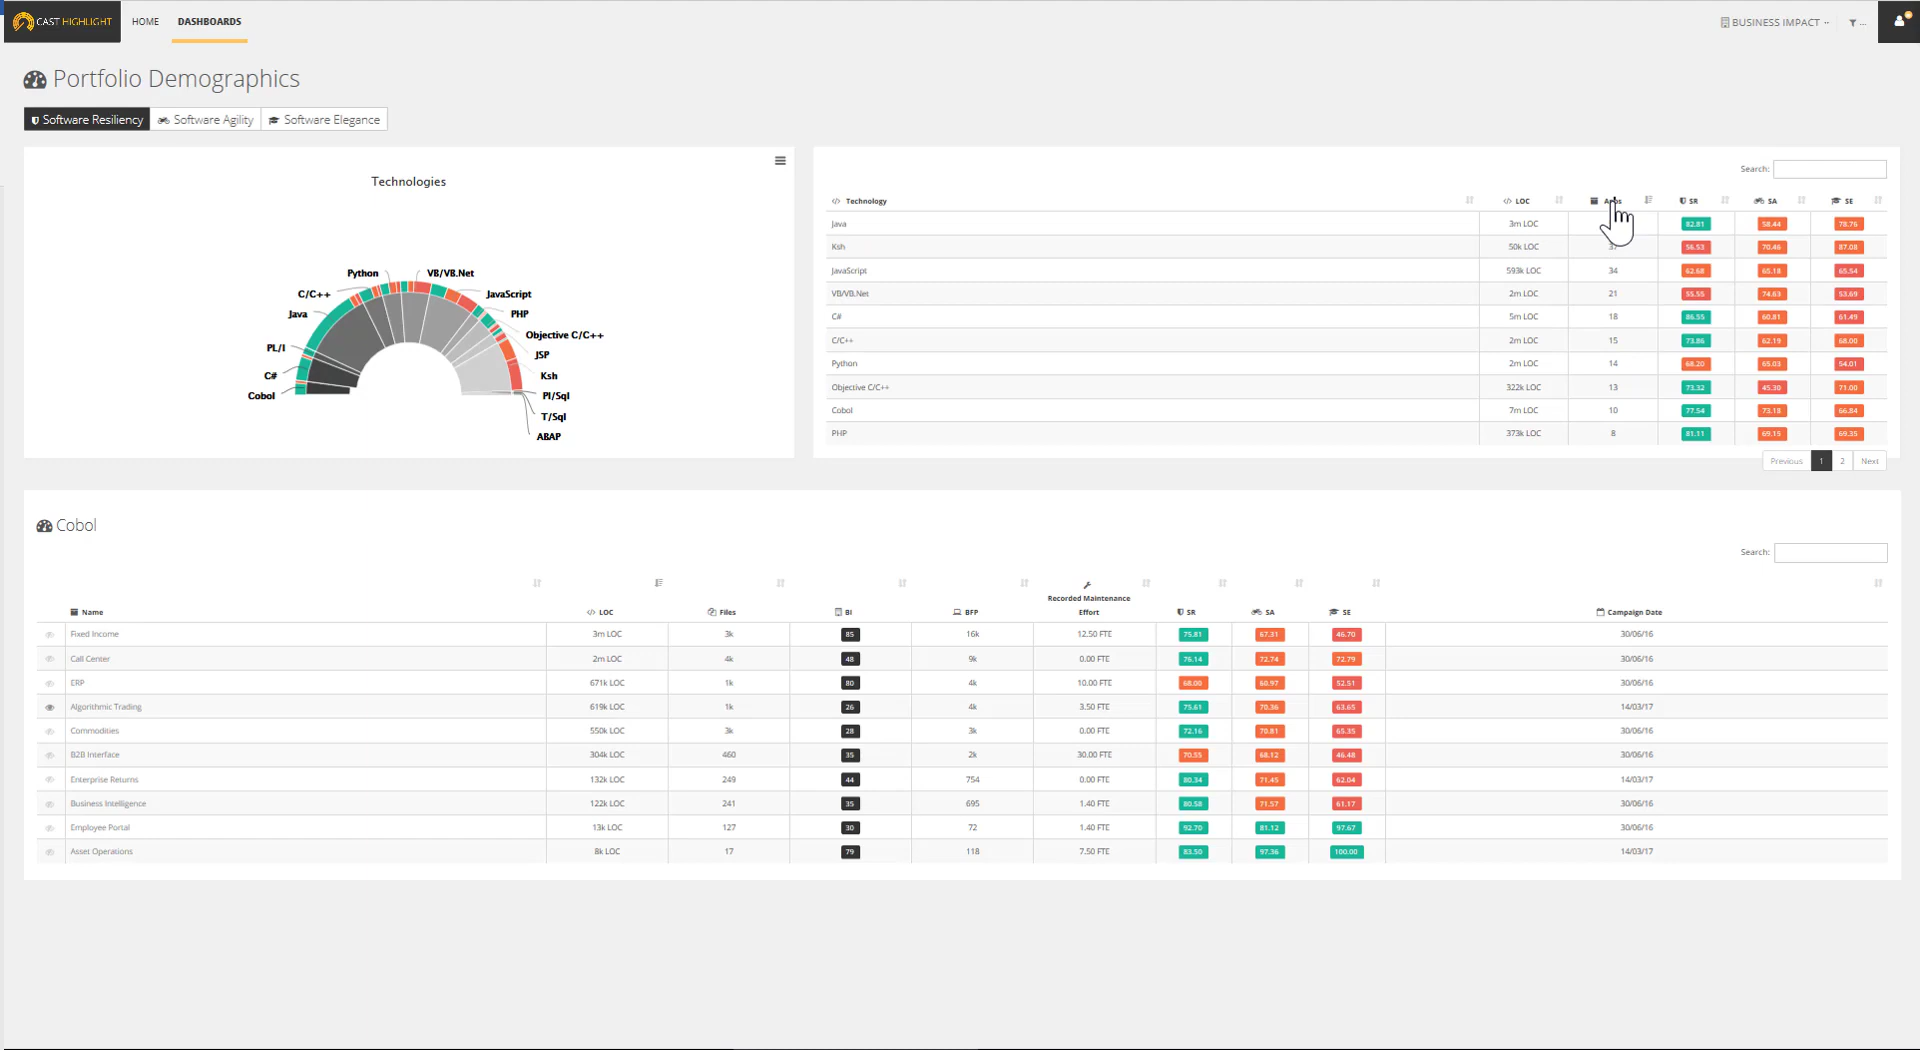 CAST HIGHLIGHT HOME DASHBOARDS BUSINESS IMPACT ...
Portfolio Demographics
Software Resiliency Software Agility Software Elegance
Technologies
Python VB/VB.Net
C/C++ JavaScript
Java PHP
Objective C/C++
PL/I JSP
C# Ksh
Cobol Pl/Sql
T/Sql
ABAP
Search:
Technology LOC SR SA SE
Java 3m LOC 82.81 58.44 78.76
Ksh 50k LOC 37 56.53 70.46 87.08
JavaScript 593k LOC 34 62.68 65.18 65.54
VB/VB.Net 2m LOC 21 55.55 74.63 53.69
C# 5m LOC 18 86.55 60.81 61.49
C/C++ 2m LOC 15 73.86 62.19 68.00
Python 2m LOC 14 68.20 65.03 54.01
Objective C/C++ 322k LOC 13 73.32 45.30 71.00
Cobol 7m LOC 10 77.54 73.18 66.84
PHP 373k LOC 8 81.11 69.15 69.35
Previous 1 2 Next
Cobol
Search:
Name LOC Files BI BFP Recorded Maintenance Effort SR SA SE Campaign Date
Fixed Income 3m LOC 3k 85 16k 12.50 FTE 75.81 67.31 46.70 30/06/16
Call Center 2m LOC 4k 48 9k 0.00 FTE 76.14 72.74 72.79 30/06/16
ERP 671k LOC 1k 80 4k 10.00 FTE 68.00 60.97 52.51 30/06/16
Algorithmic Trading 619k LOC 1k 26 4k 3.50 FTE 75.61 70.36 63.65 14/03/17
Commodities 550k LOC 3k 28 3k 0.00 FTE 72.16 70.81 65.35 30/06/16
B2B Interface 304k LOC 460 35 2k 30.00 FTE 70.55 68.12 46.48 30/06/16
Enterprise Returns 132k LOC 249 44 754 0.00 FTE 80.34 71.45 62.04 14/03/17
Business Intelligence 122k LOC 241 35 695 1.40 FTE 80.58 71.57 61.17 30/06/16
Employee Portal 13k LOC 127 30 72 1.40 FTE 92.70 81.12 97.67 30/06/16
Asset Operations 8k LOC 17 79 118 7.50 FTE 83.50 97.36 100.00 14/03/17